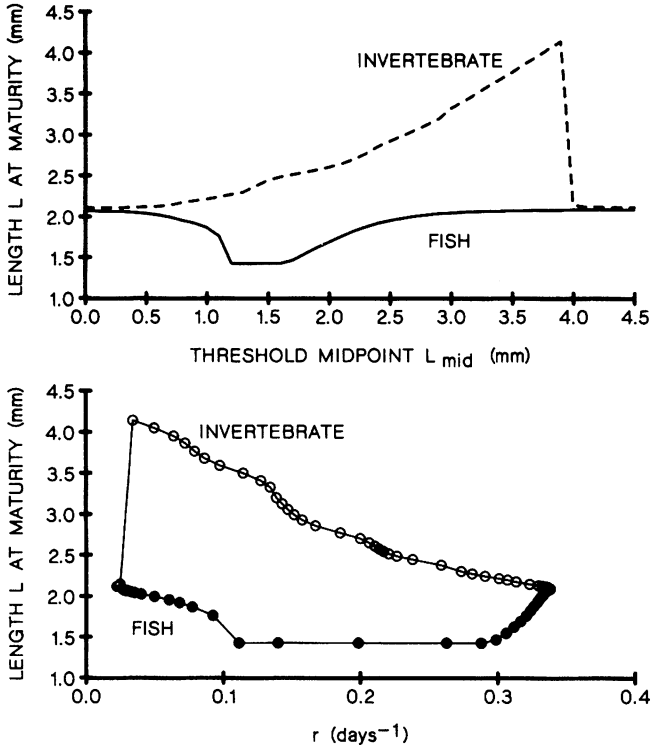 LENGTH L AT MATURITY (mm)
4.5
4.0
3.5
3.0
2.5
2.0
1.5
1.0
INVERTEBRATE
FISH
0.0 0.5 1.0 1.5 2.0 2.5 3.0 3.5 4.0 4.5
THRESHOLD MIDPOINT Lmid (mm)
LENGTH L AT MATURITY (mm)
4.5
4.0
3.5
3.0
2.5
2.0
1.5
1.0
INVERTEBRATE
FISH
0.0 0.1 0.2 0.3 0.4
r (days⁻¹)